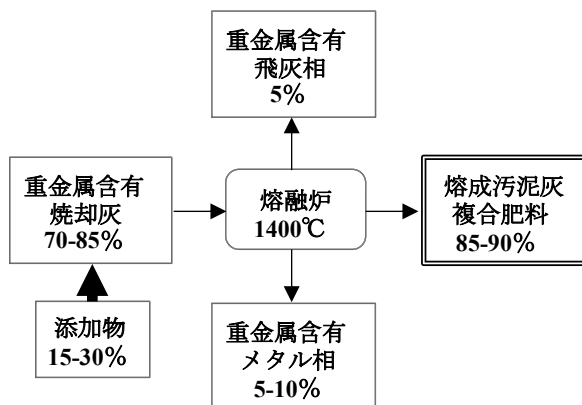 重金属含有
飛灰相
5%
重金属含有
焼却灰
70-85%
熔融炉
1400℃
熔成汚泥灰
複合肥料
85-90%
添加物
15-30%
重金属含有
メタル相
5-10%